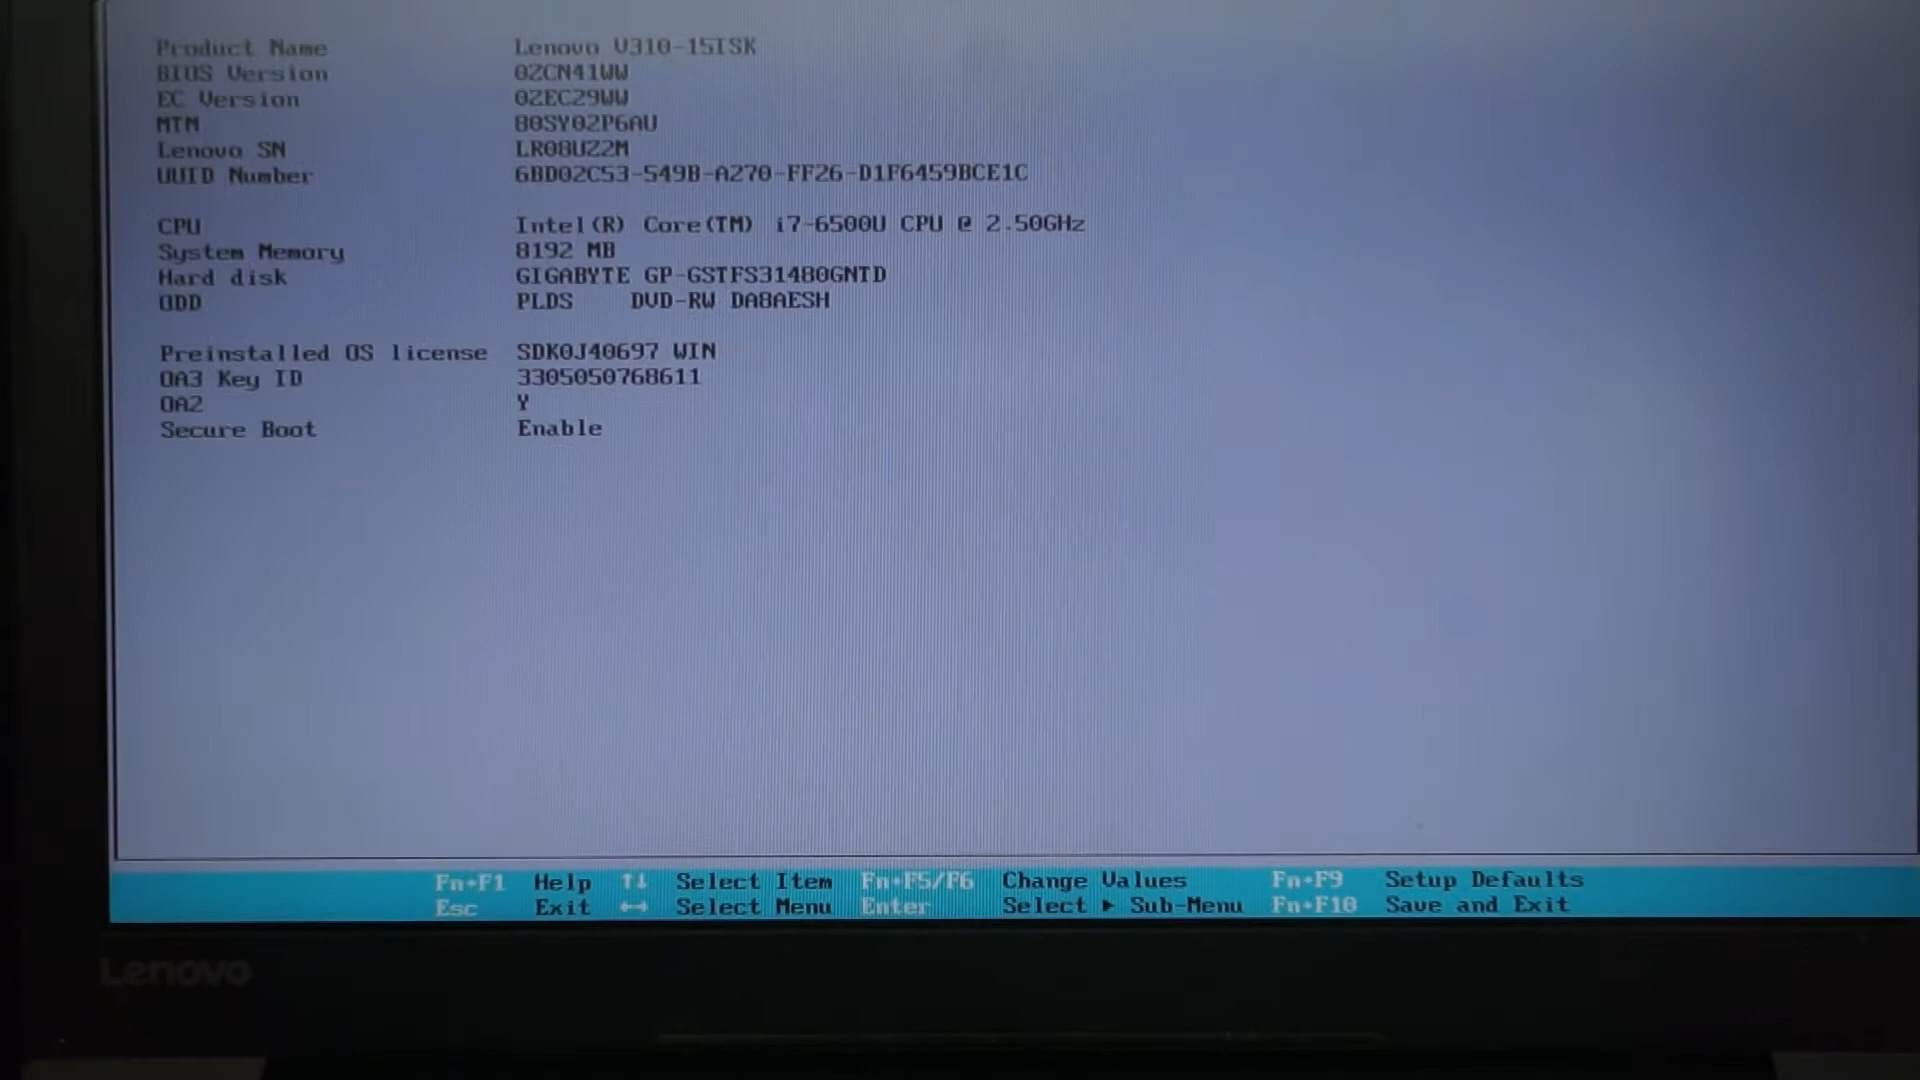 Product Name Lenovo V310-15ISK
BIOS Version 0ZCN41WW
EC Version 0ZEC29WW
MTM 80SY02P6AU
Lenovo SN LR08UZ2M
UUID Number 6BD02C53-549B-A270-FF26-D1F6459BCE1C
CPU Intel(R) Core(TM) i7-6500U CPU @ 2.50GHz
System Memory 8192 MB
Hard disk GIGABYTE GP-GSTFS31480GNTD
ODD PLDS DVD-RW DA8AESH
Preinstalled OS license SDK0J40697 WIN
OA3 Key ID 3305050768611
OA2 Y
Secure Boot Enable
Fn+F1 Help ↑↓ Select Item Fn+F5/F6 Change Values Fn+F9 Setup Defaults
Esc Exit ↔ Select Menu Enter Select ▶ Sub-Menu Fn+F10 Save and Exit
Lenovo